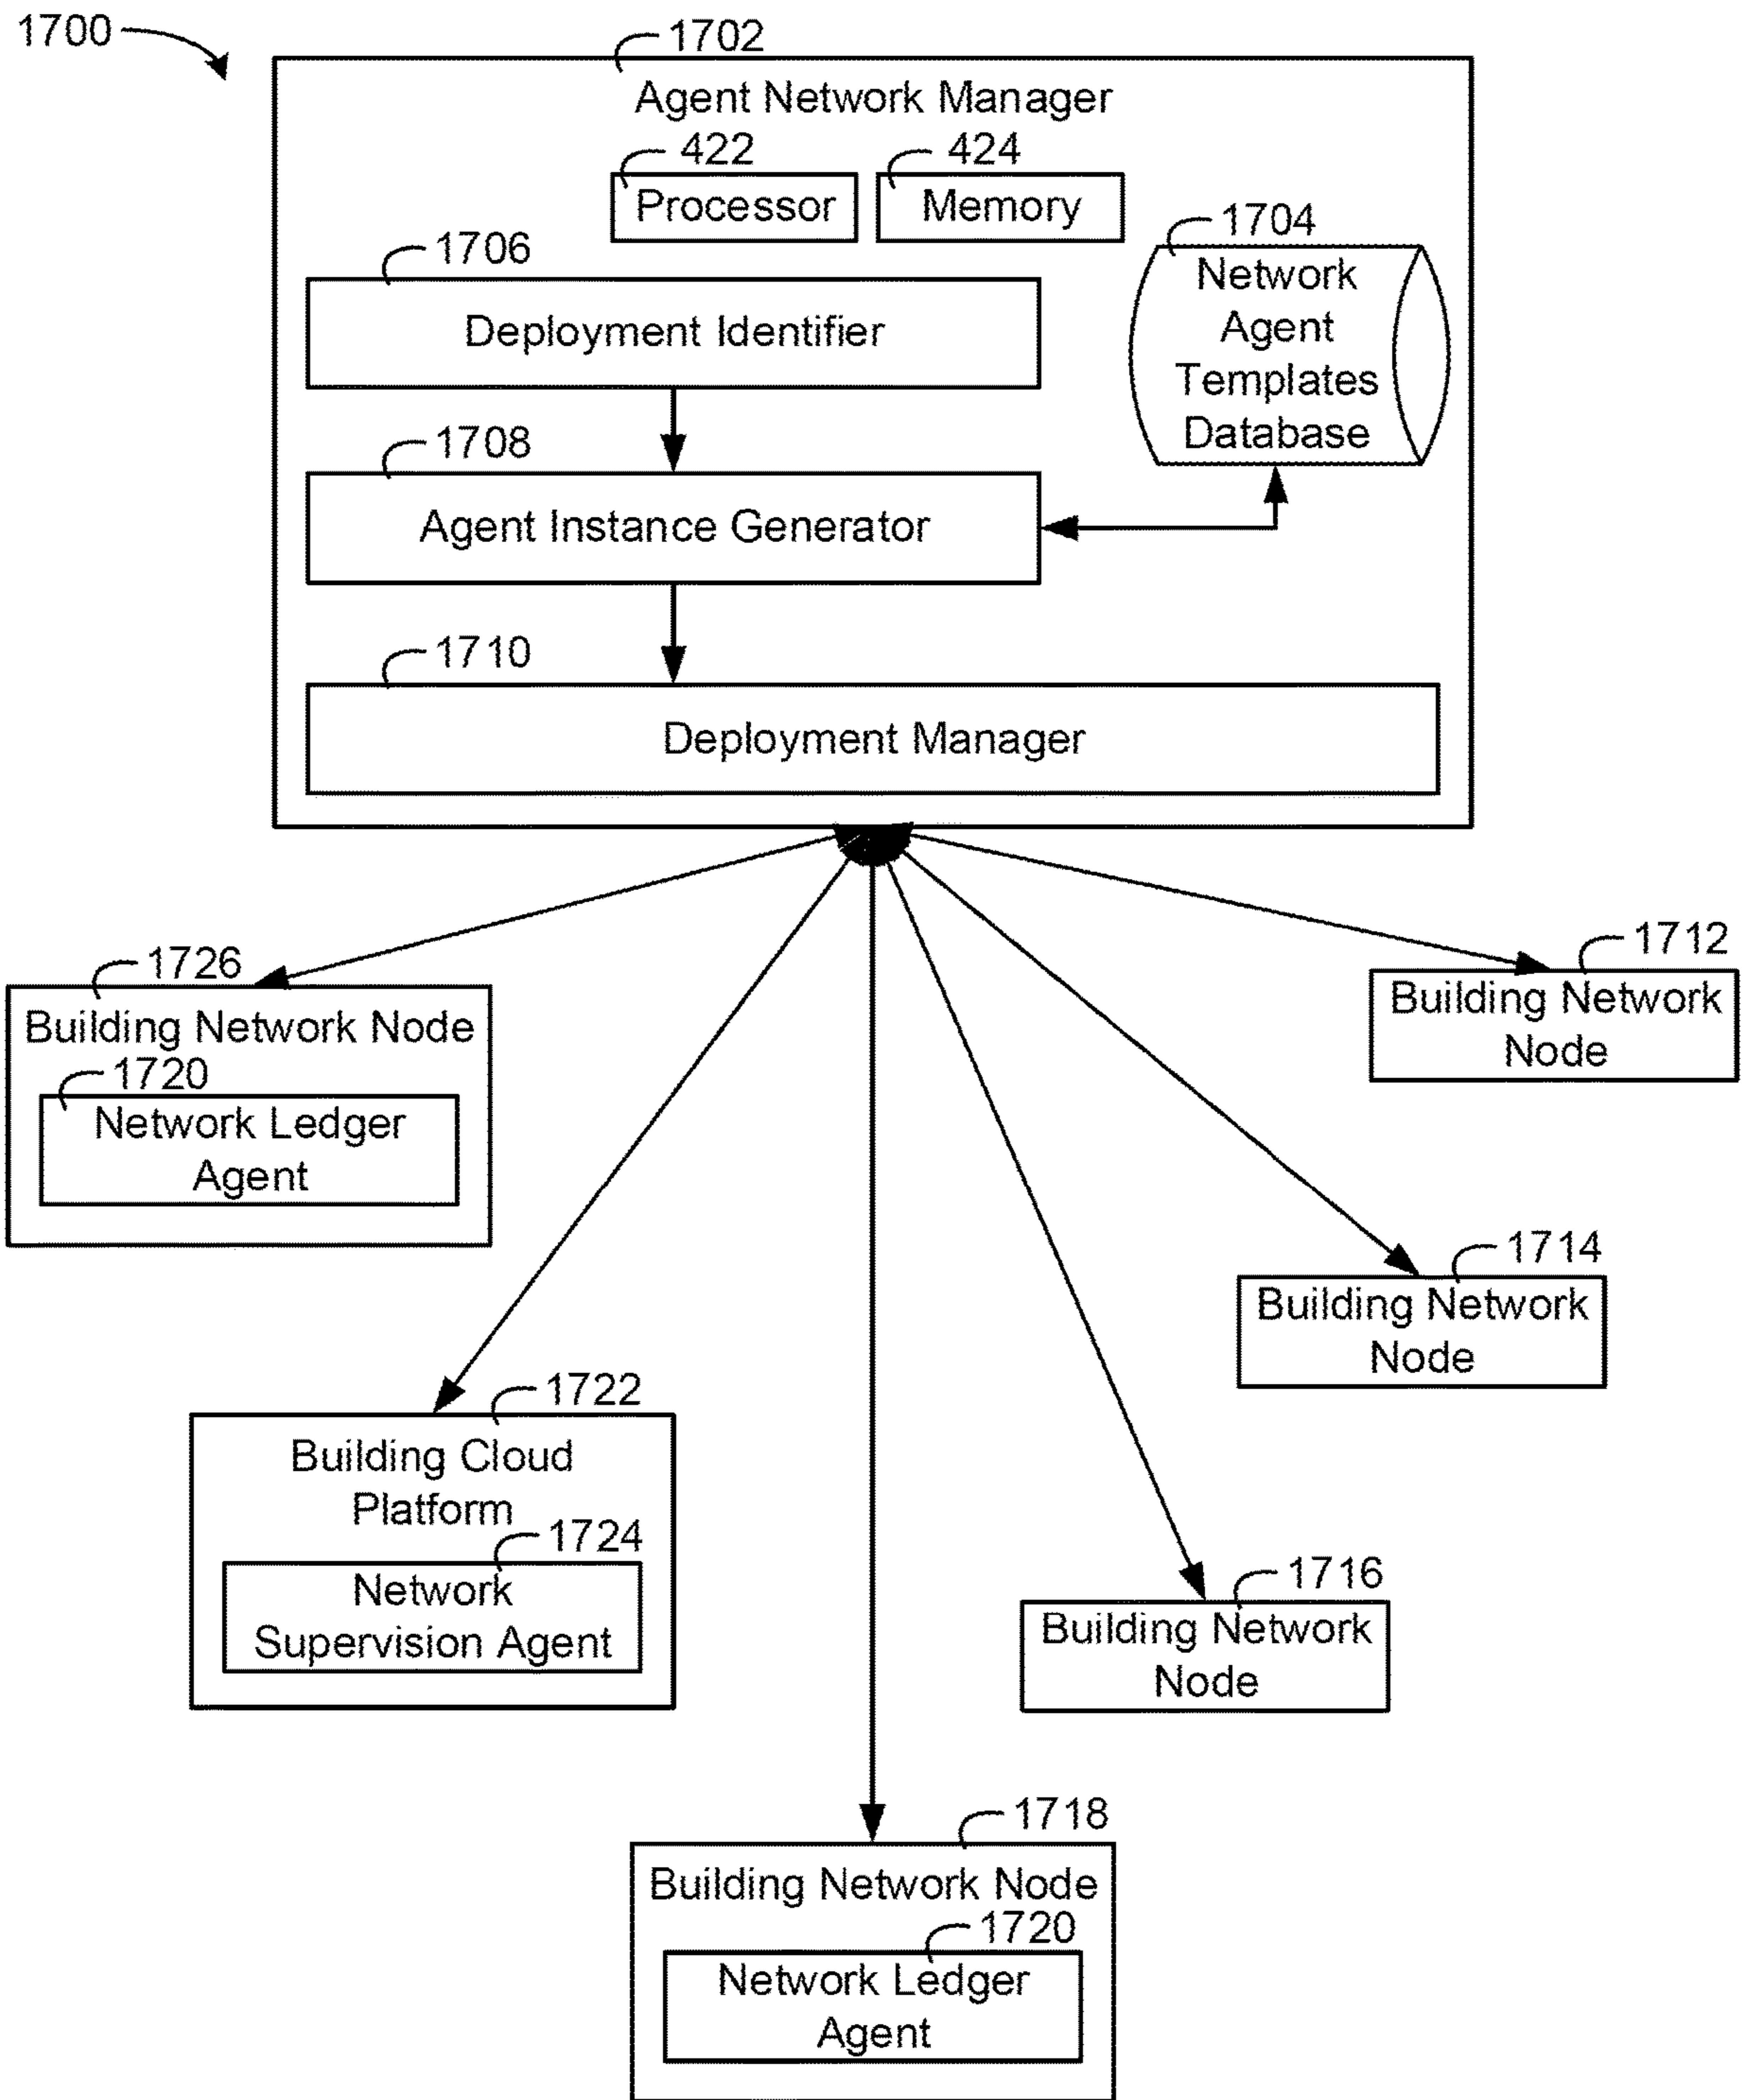 1700
1702
Agent Network Manager
422
424
Processor
Memory
1704
Network
Agent
Templates
Database
1706
Deployment Identifier
1708
Agent Instance Generator
1710
Deployment Manager
1712
Building Network
Node
1726
Building Network Node
1720
Network Ledger
Agent
1714
Building Network
Node
1722
Building Cloud
Platform
1724
Network
Supervision Agent
1716
Building Network
Node
1718
Building Network Node
1720
Network Ledger
Agent